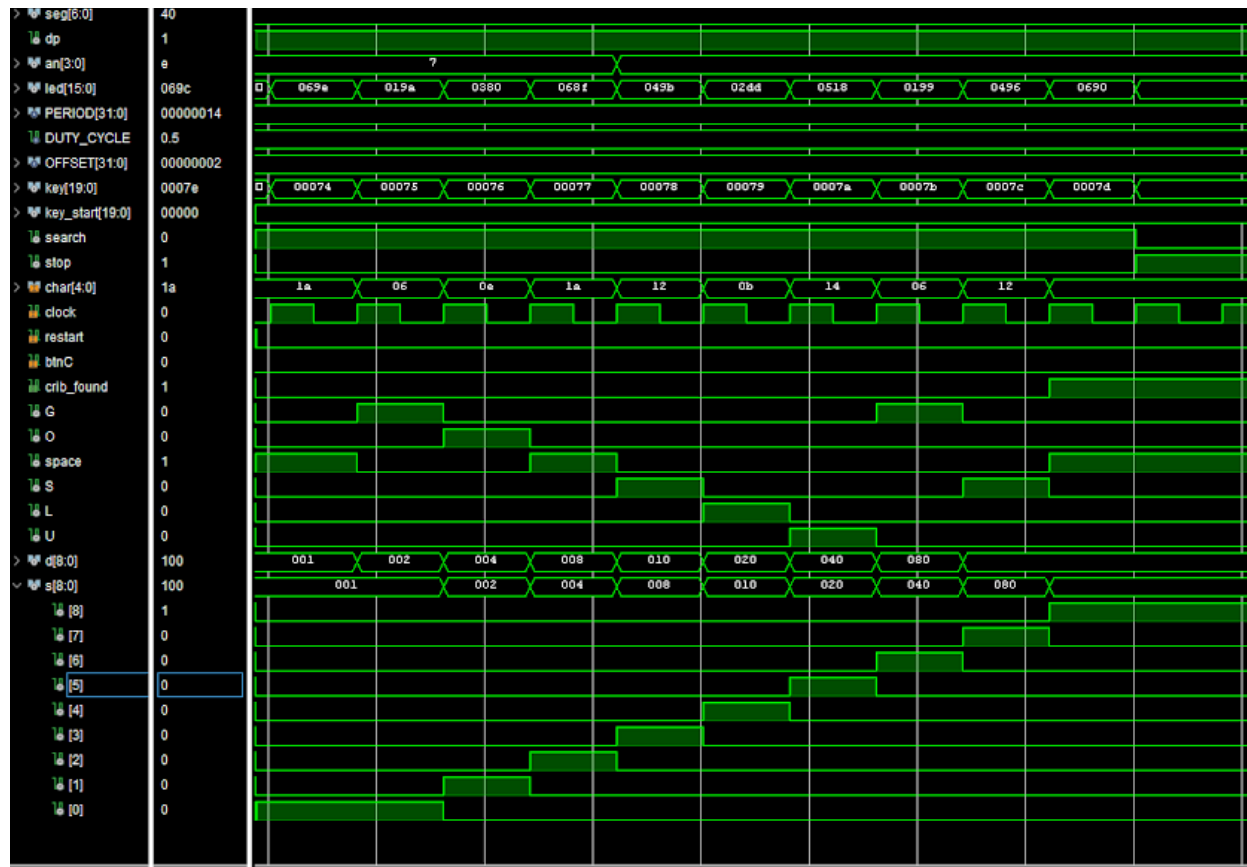 seg[6:0] 40
dp 1
an[3:0] e 7
led[15:0] 069c 069e 019a 0380 068f 049b 02dd 0518 0199 0496 0690
PERIOD[31:0] 00000014
DUTY_CYCLE 0.5
OFFSET[31:0] 00000002
key[19:0] 0007e 00074 00075 00076 00077 00078 00079 0007a 0007b 0007c 0007d
key_start[19:0] 00000
search 0
stop 1
char[4:0] 1a 1a 06 0e 1a 12 0b 14 06 12
clock 0
restart 0
btnC 0
crib_found 1
G 0
O 0
space 1
S 0
L 0
U 0
d[8:0] 100 001 002 004 008 010 020 040 080
s[8:0] 100 001 002 004 008 010 020 040 080
[8] 1
[7] 0
[6] 0
[5] 0
[4] 0
[3] 0
[2] 0
[1] 0
[0] 0